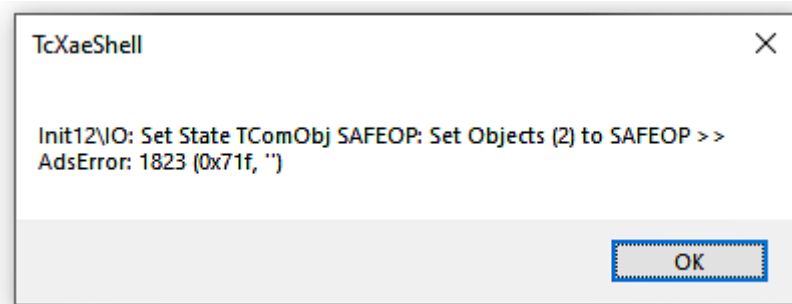 TcXaeShell
Init12\IO: Set State TComObj SAFEOP: Set Objects (2) to SAFEOP >>
AdsError: 1823 (0x71f, '')
OK